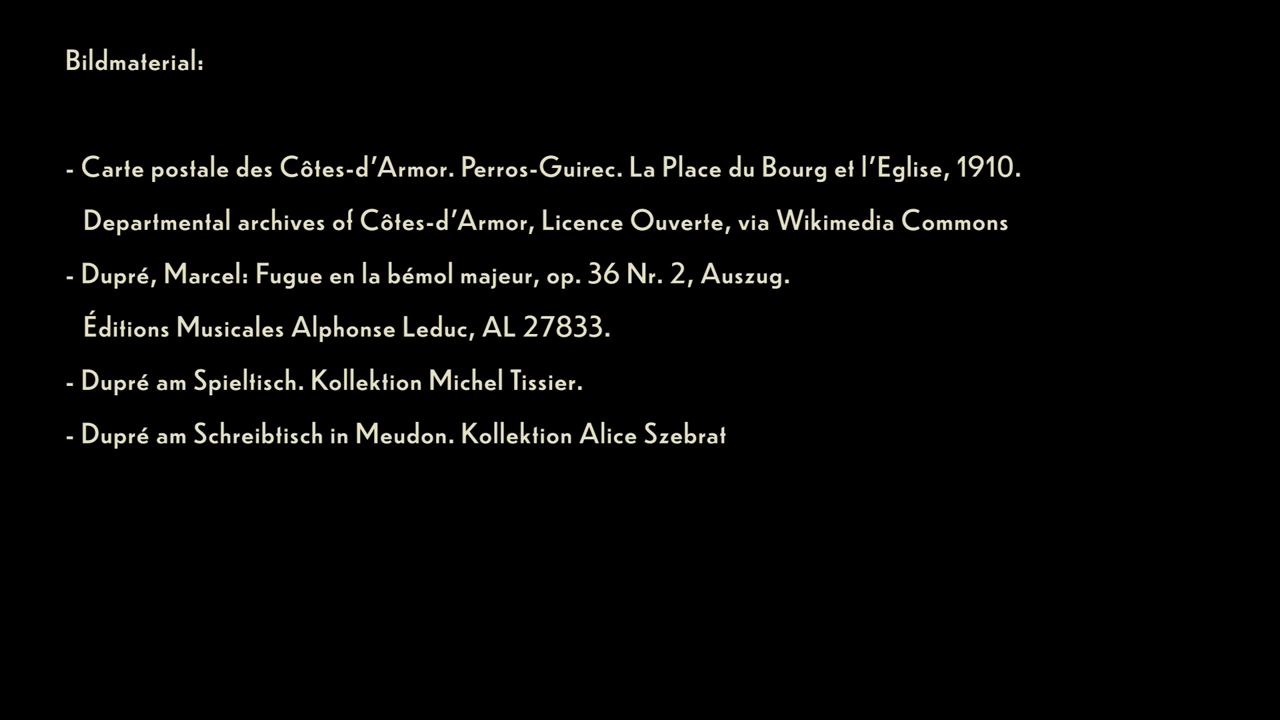 Bildmaterial:
- Carte postale des Côtes-d'Armor. Perros-Guirec. La Place du Bourg et l'Eglise, 1910.
Departmental archives of Côtes-d'Armor, Licence Ouverte, via Wikimedia Commons
- Dupré, Marcel: Fugue en la bémol majeur, op. 36 Nr. 2, Auszug.
Éditions Musicales Alphonse Leduc, AL 27833.
- Dupré am Spieltisch. Kollektion Michel Tissier.
- Dupré am Schreibtisch in Meudon. Kollektion Alice Szebrat